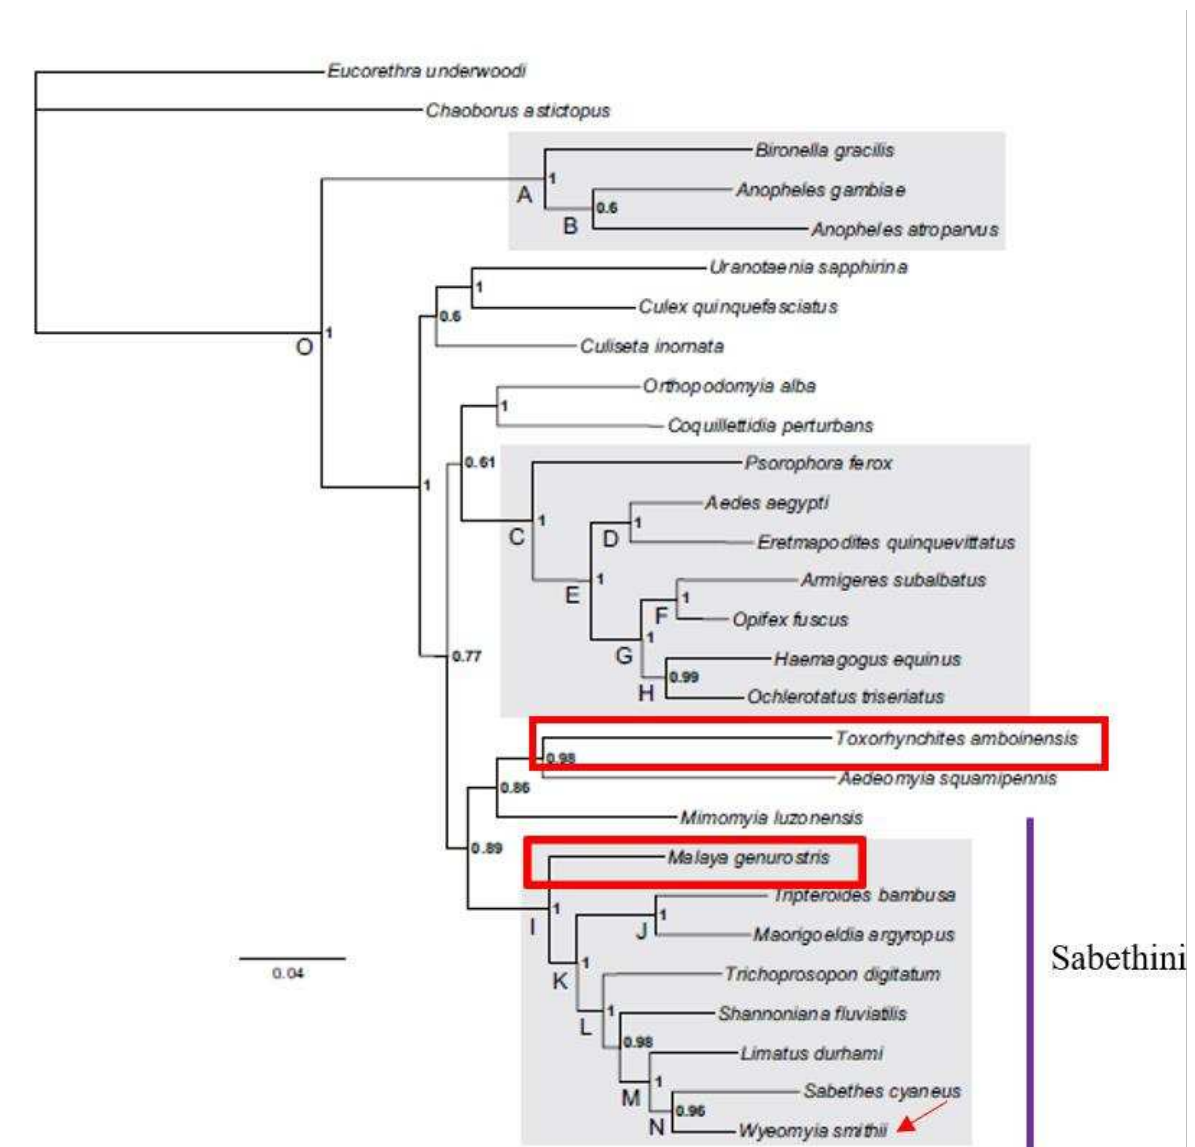 Eucorethra underwoodi
Chaoborus astictopus
Bironella gracilis
1
A
Anopheles gambiae
0.6
B
Anopheles atroparvus
Uranotaenia sapphirina
1
Culex quinquefasciatus
0.6
O
1
Culiseta inornata
Orthopodomyia alba
1
Coquillettidia perturbans
0.61
Psorophora ferox
1
Aedes aegypti
C
1
D
1
Eretmapodites quinquevittatus
E
1
Armigeres subalbatus
F
1
Opifex fuscus
G
1
0.77
Haemagogus equinus
H
0.99
Ochlerotatus triseriatus
Toxorhynchites amboinensis
0.98
Aedeomyia squamipennis
0.86
Mimomyia luzonensis
0.89
Malaya genurostris
Tripteroides bambusa
I
1
J
1
Maorigoeldia argyropus
Sabethini
K
1
0.04
Trichoprosopon digitatum
L
1
Shannoniana fluviatilis
0.98
Limatus durhami
M
1
Sabethes cyaneus
N
0.96
Wyeomyia smithii